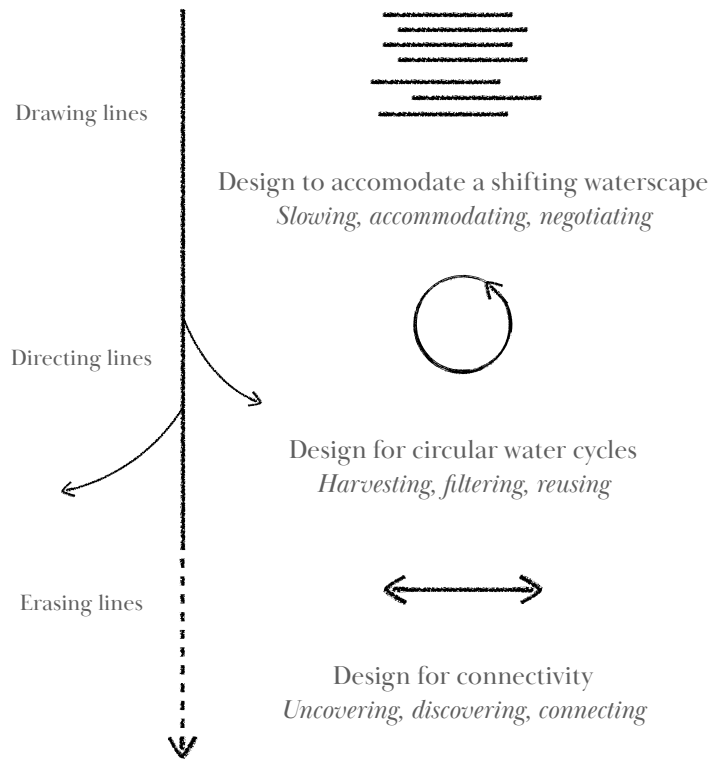 Drawing lines
Design to accomodate a shifting waterscape
Slowing, accommodating, negotiating
Directing lines
Design for circular water cycles
Harvesting, filtering, reusing
Erasing lines
Design for connectivity
Uncovering, discovering, connecting